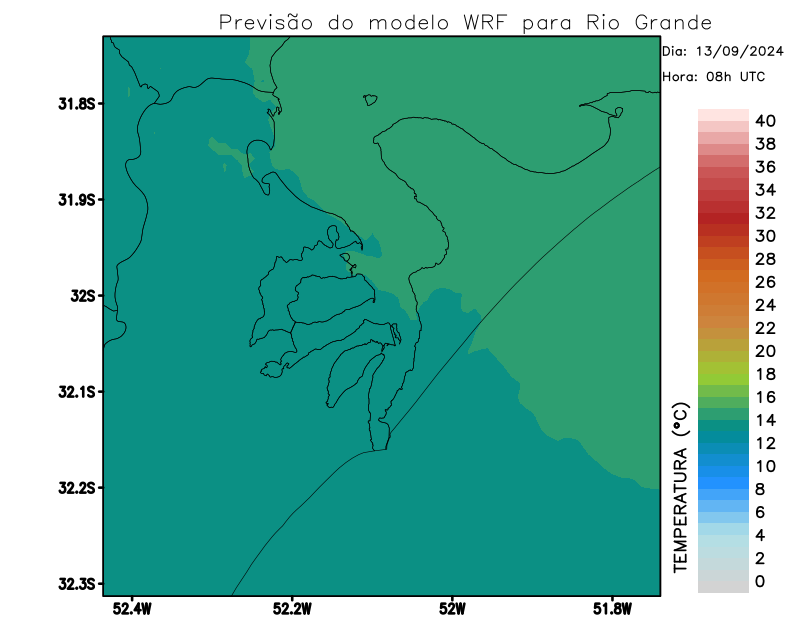 Previsão do modelo WRF para Rio Grande
Dia: 13/09/2024
Hora: 08h UTC
31.8S
31.9S
32S
32.1S
32.2S
32.3S
52.4W
52.2W
52W
51.8W
TEMPERATURA (°C)
40
38
36
34
32
30
28
26
24
22
20
18
16
14
12
10
8
6
4
2
0